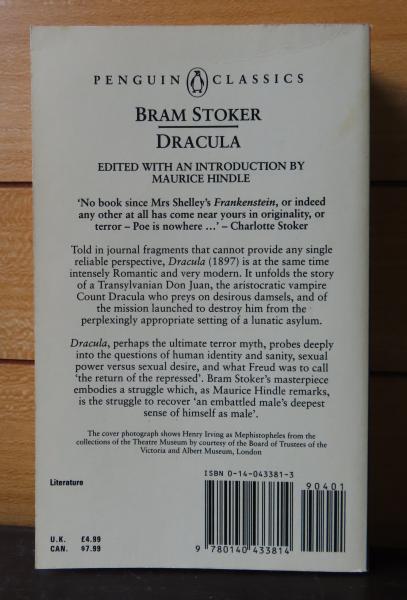 PENGUIN CLASSICS
BRAM STOKER
DRACULA
EDITED WITH AN INTRODUCTION BY
MAURICE HINDLE
‘No book since Mrs Shelley’s Frankenstein, or indeed
any other at all has come near yours in originality, or
terror – Poe is nowhere ...’ – Charlotte Stoker
Told in journal fragments that cannot provide any single
reliable perspective, Dracula (1897) is at the same time
intensely Romantic and very modern. It unfolds the story
of a Transylvanian Don Juan, the aristocratic vampire
Count Dracula who preys on desirous damsels, and of
the mission launched to destroy him from the
perplexingly appropriate setting of a lunatic asylum.
Dracula, perhaps the ultimate terror myth, probes deeply
into the questions of human identity and sanity, sexual
power versus sexual desire, and what Freud was to call
‘the return of the repressed’. Bram Stoker’s masterpiece
embodies a struggle which, as Maurice Hindle remarks,
is the struggle to recover ‘an embattled male’s deepest
sense of himself as male’.
The cover photograph shows Henry Irving as Mephistopheles from the
collections of the Theatre Museum by courtesy of the Board of Trustees of the
Victoria and Albert Museum, London
ISBN 0-14-043381-3
90401
Literature
U.K. £4.99
CAN. $7.99
9 780140 433814